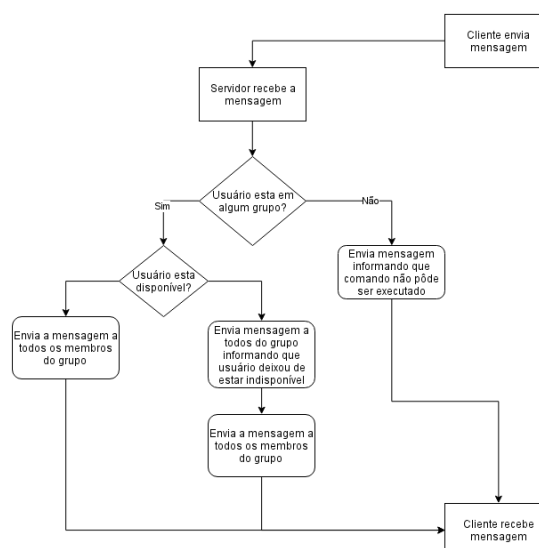 Cliente envia
mensagem
Servidor recebe a
mensagem
Usuário esta em
algum grupo?
Sim
Não
Usuário esta
disponível?
Envia mensagem
informando que
comando não pôde
ser executado
Envia a mensagem a
todos os membros
do grupo
Envia mensagem a
todos do grupo
informando que
usuário deixou de
estar indisponível
Envia a mensagem a
todos os membros
do grupo
Cliente recebe
mensagem